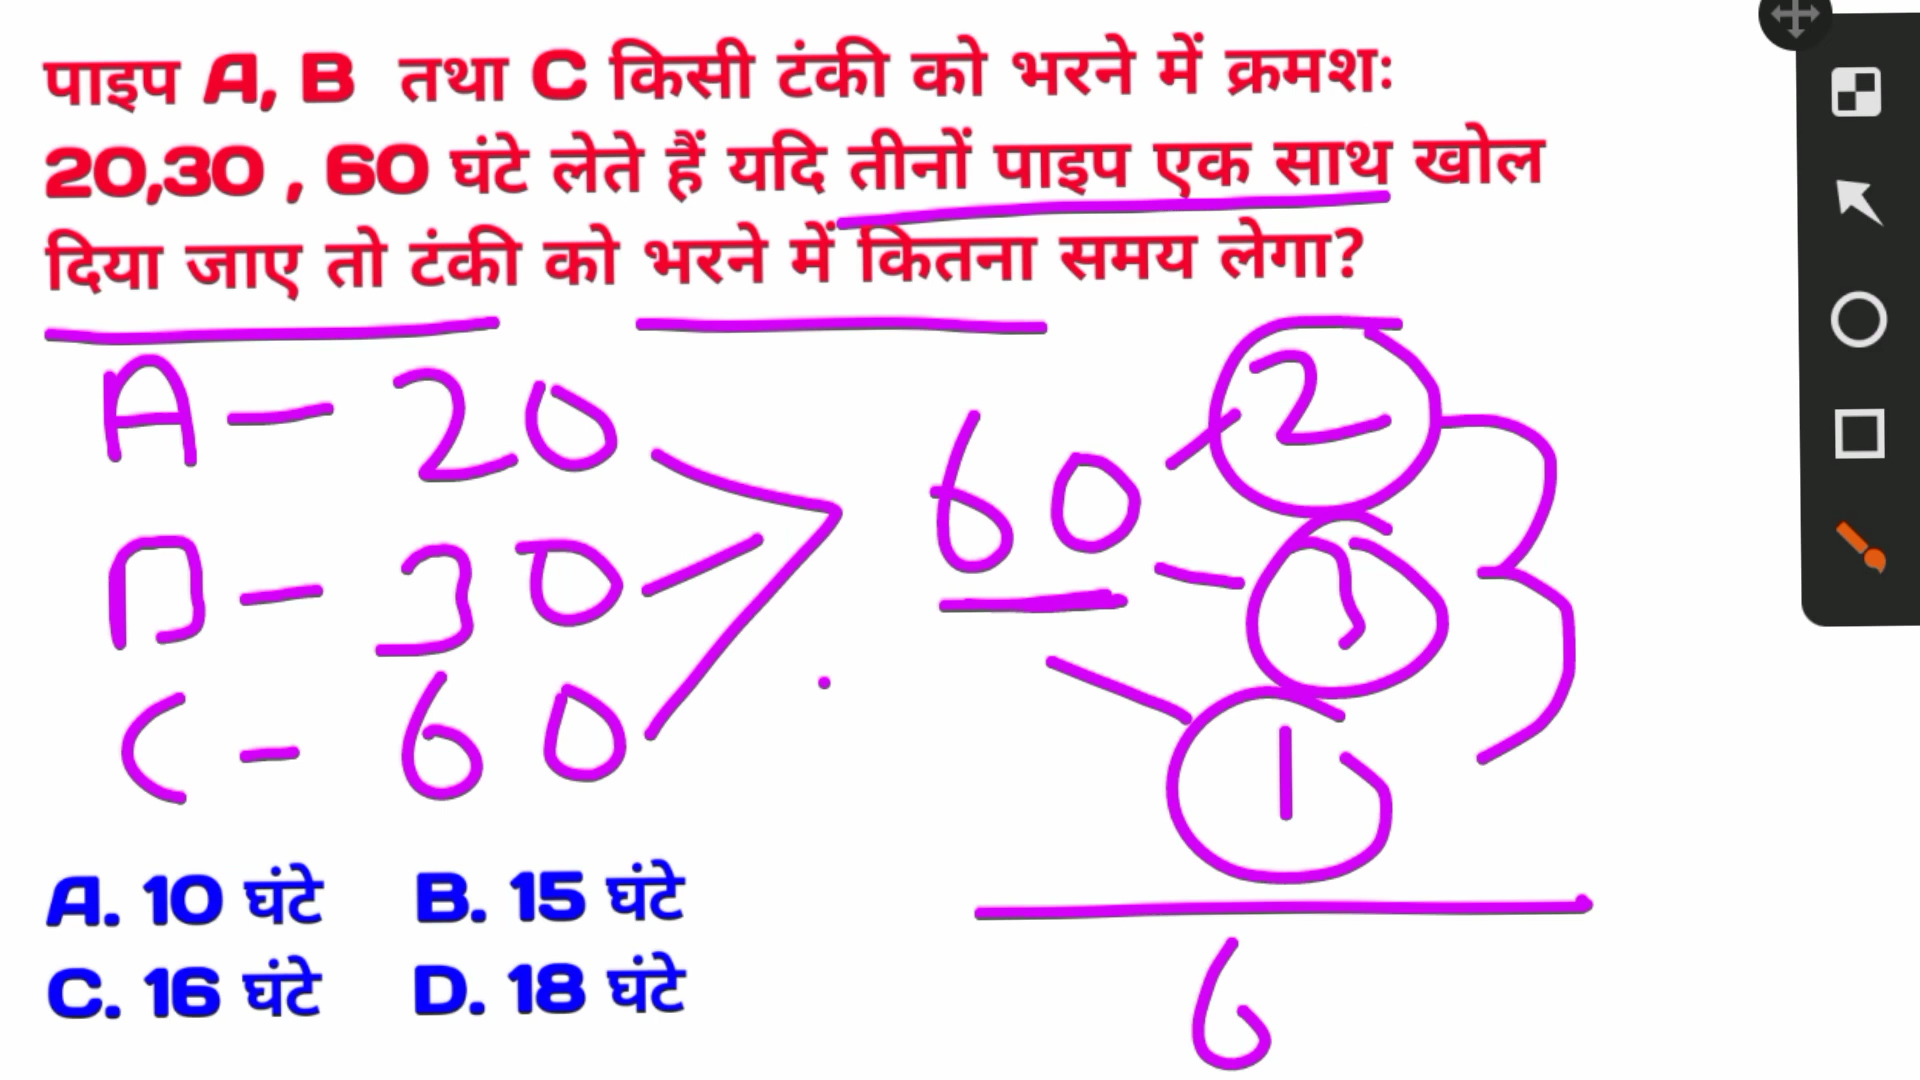 पाइप A, B तथा C किसी टंकी को भरने में क्रमशः
20,30 , 60 घंटे लेते हैं यदि तीनों पाइप एक साथ खोल
दिया जाए तो टंकी को भरने में कितना समय लेगा?
A - 20
B - 30
C - 60
60
2
3
1
6
A. 10 घंटे B. 15 घंटे
C. 16 घंटे D. 18 घंटे